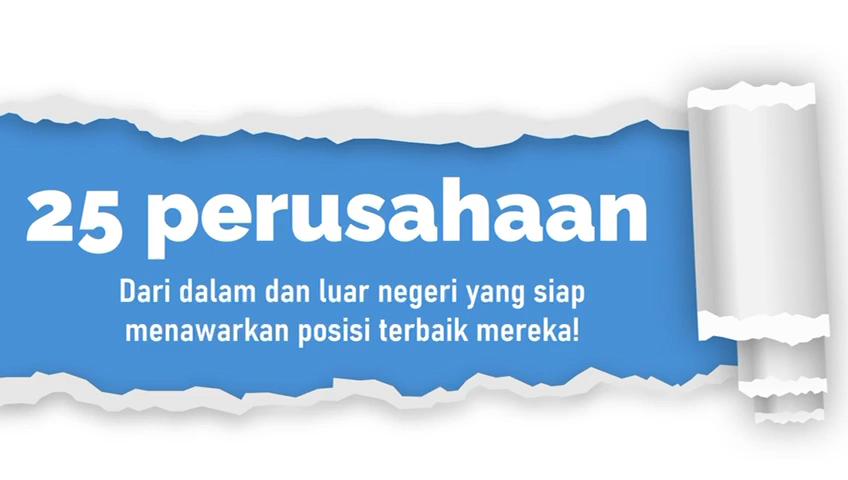 25 perusahaan
Dari dalam dan luar negeri yang siap
menawarkan posisi terbaik mereka!